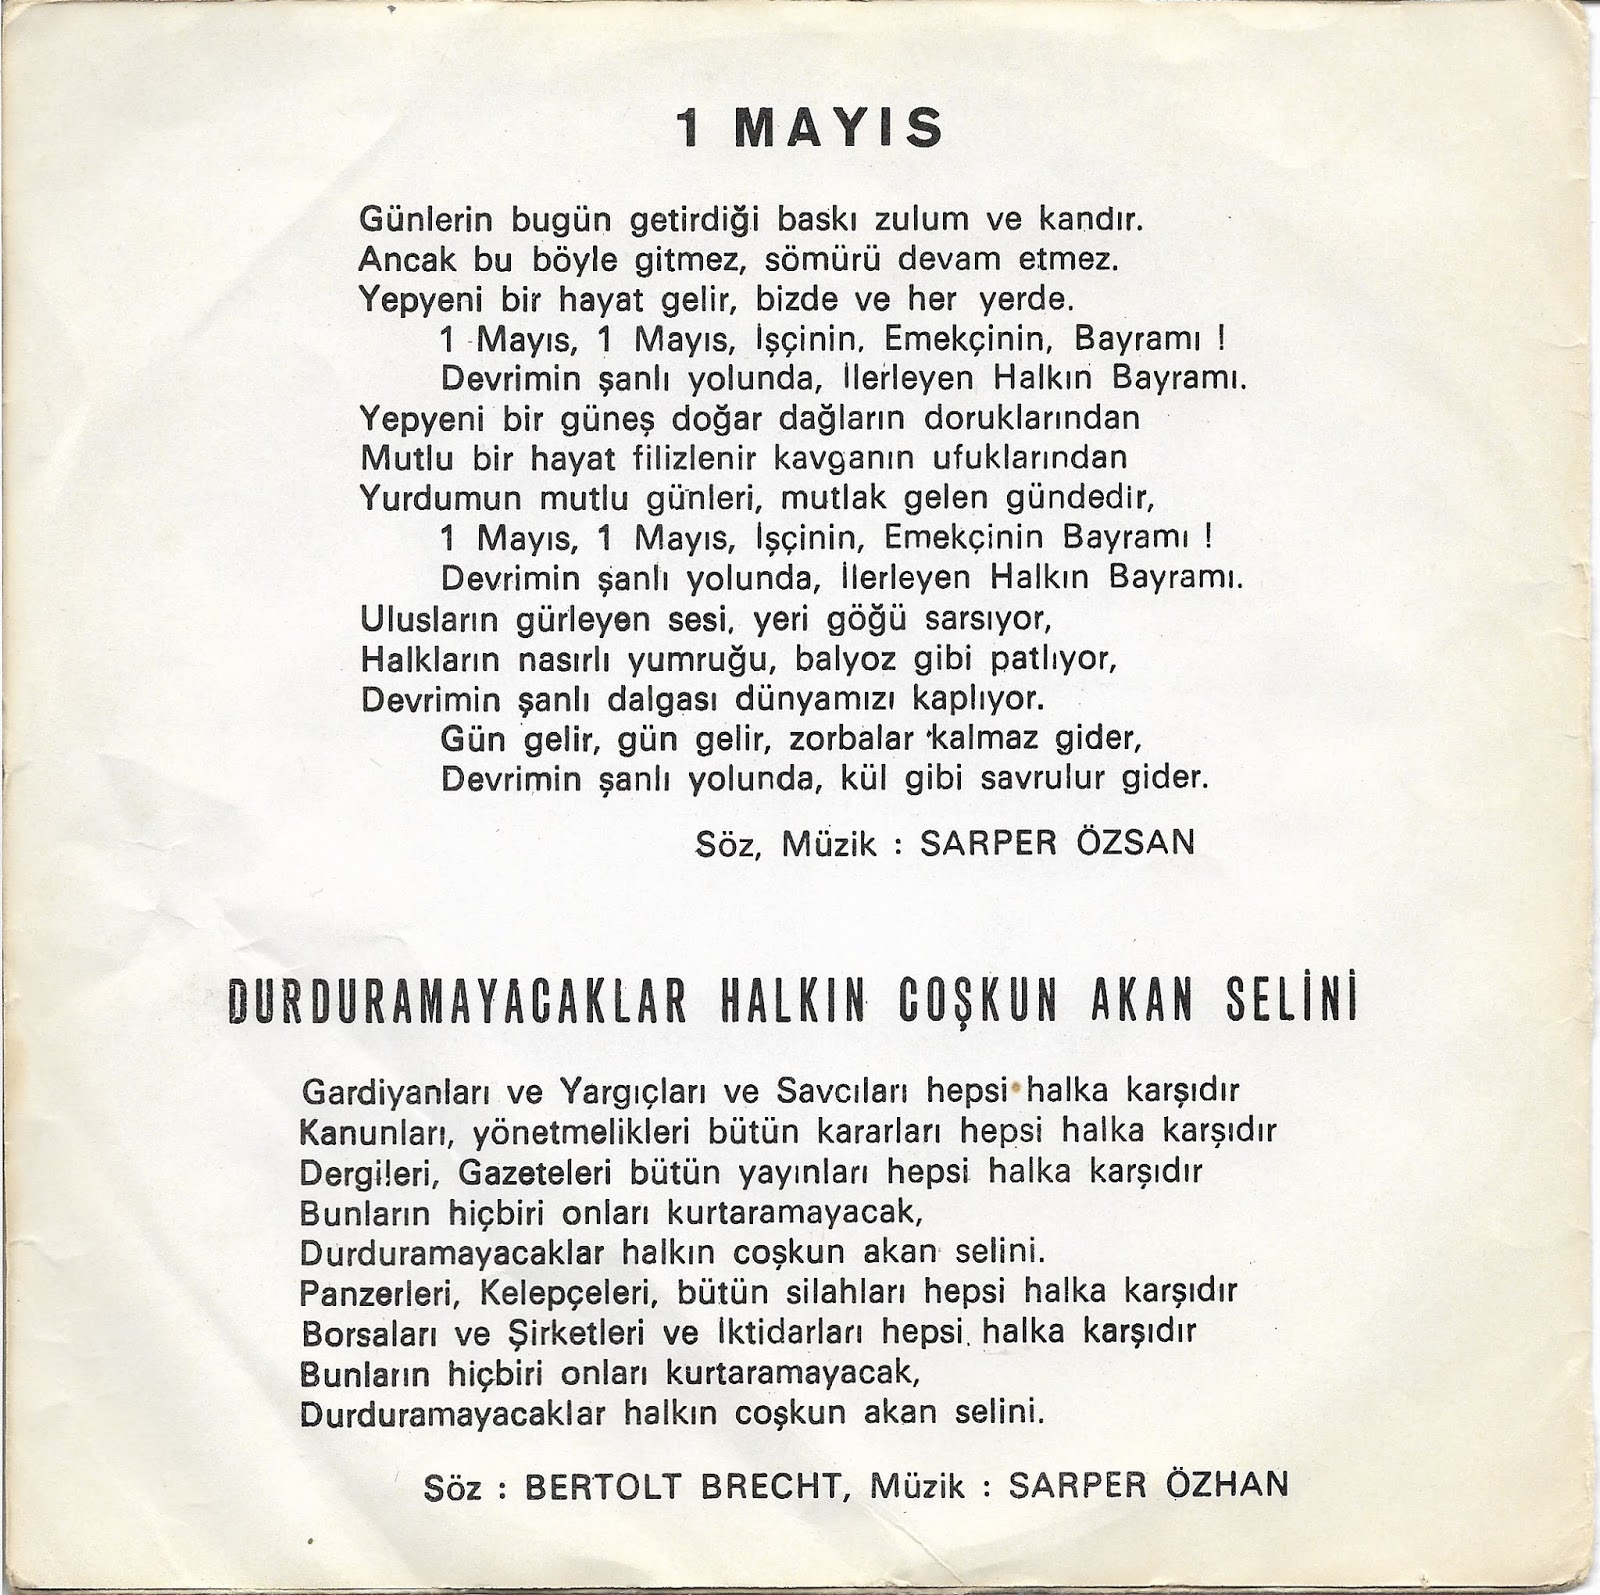 1 MAYIS
Günlerin bugün getirdiği baskı zulum ve kandır.
Ancak bu böyle gitmez, sömürü devam etmez.
Yepyeni bir hayat gelir, bizde ve her yerde.
1 Mayıs, 1 Mayıs, İşçinin, Emekçinin, Bayramı !
Devrimin şanlı yolunda, İlerleyen Halkın Bayramı.
Yepyeni bir güneş doğar dağların doruklarından
Mutlu bir hayat filizlenir kavganın ufuklarından
Yurdumun mutlu günleri, mutlak gelen gündedir,
1 Mayıs, 1 Mayıs, İşçinin, Emekçinin Bayramı !
Devrimin şanlı yolunda, İlerleyen Halkın Bayramı.
Ulusların gürleyen sesi, yeri göğü sarsıyor,
Halkların nasırlı yumruğu, balyoz gibi patlıyor,
Devrimin şanlı dalgası dünyamızı kaplıyor.
Gün gelir, gün gelir, zorbalar kalmaz gider,
Devrimin şanlı yolunda, kül gibi savrulur gider.
Söz, Müzik : SARPER ÖZSAN
DURDURAMAYACAKLAR HALKIN COŞKUN AKAN SELİNİ
Gardiyanları ve Yargıçları ve Savcıları hepsi halka karşıdır
Kanunları, yönetmelikleri bütün kararları hepsi halka karşıdır
Dergileri, Gazeteleri bütün yayınları hepsi halka karşıdır
Bunların hiçbiri onları kurtaramayacak,
Durduramayacaklar halkın coşkun akan selini.
Panzerleri, Kelepçeleri, bütün silahları hepsi halka karşıdır
Borsaları ve Şirketleri ve İktidarları hepsi halka karşıdır
Bunların hiçbiri onları kurtaramayacak,
Durduramayacaklar halkın coşkun akan selini.
Söz : BERTOLT BRECHT, Müzik : SARPER ÖZHAN